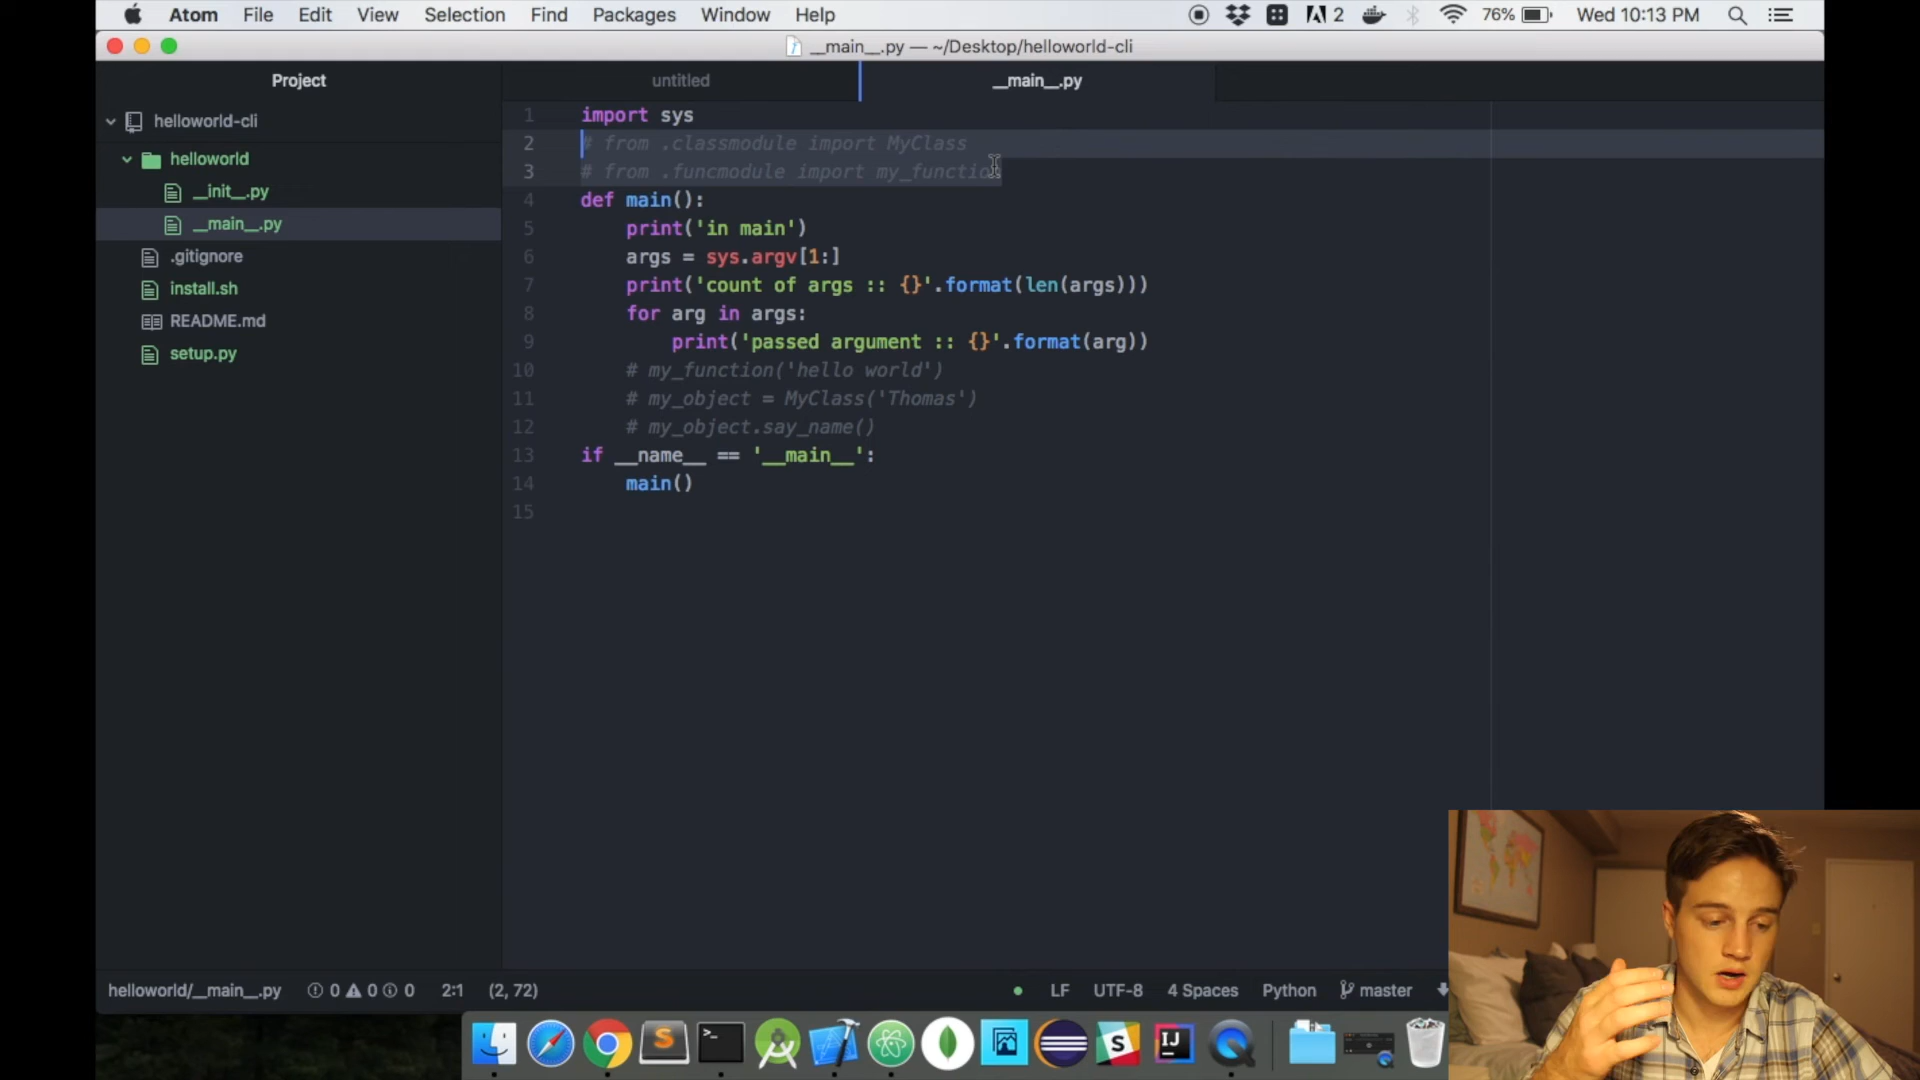 Atom File Edit View Selection Find Packages Window Help 2 76% Wed 10:13 PM
__main__.py — ~/Desktop/helloworld-cli
Project
untitled
__main__.py
helloworld-cli
helloworld
__init__.py
__main__.py
.gitignore
install.sh
README.md
setup.py
1 import sys
2 # from .classmodule import MyClass
3 # from .funcmodule import my_function
4 def main():
5 print('in main')
6 args = sys.argv[1:]
7 print('count of args :: {}'.format(len(args)))
8 for arg in args:
9 print('passed argument :: {}'.format(arg))
10 # my_function('hello world')
11 # my_object = MyClass('Thomas')
12 # my_object.say_name()
13 if __name__ == '__main__':
14 main()
15
helloworld/__main__.py 0 0 0 2:1 (2, 72) LF UTF-8 4 Spaces Python master
S >_ S IJ